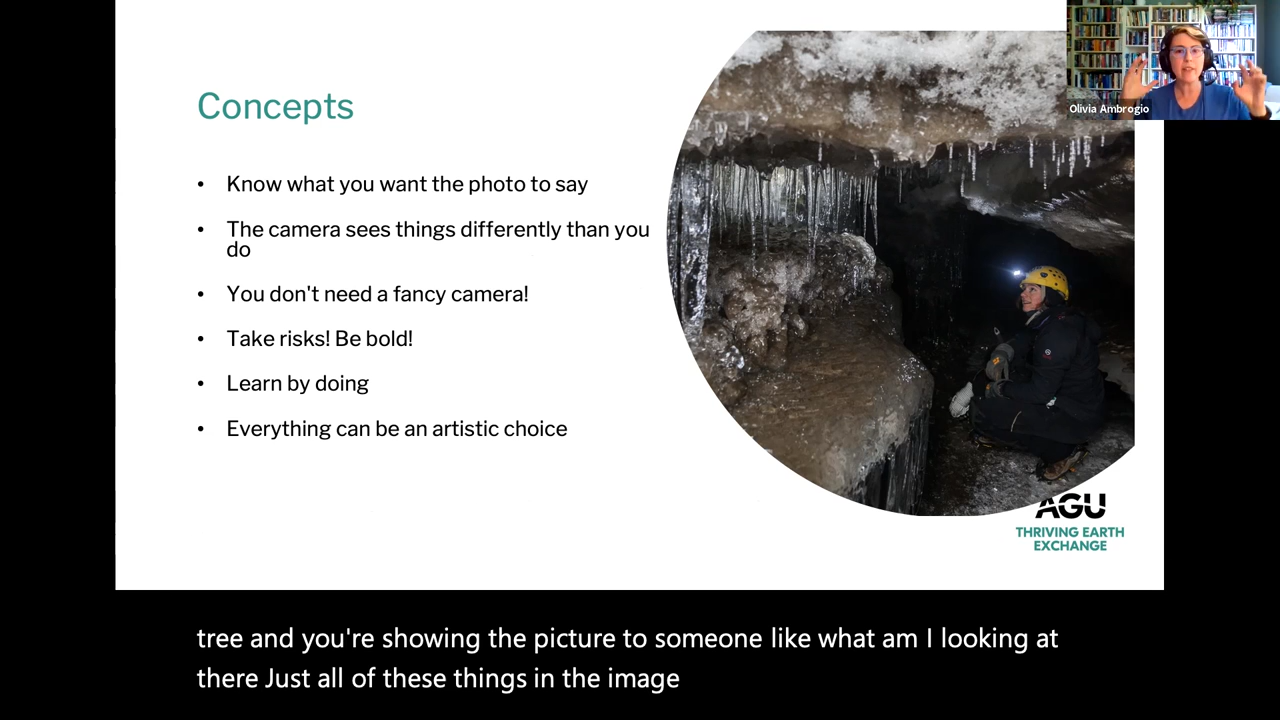 Olivia Ambrogio
Concepts
• Know what you want the photo to say
• The camera sees things differently than you
do
• You don't need a fancy camera!
• Take risks! Be bold!
• Learn by doing
• Everything can be an artistic choice
AGU
THRIVING EARTH
EXCHANGE
tree and you're showing the picture to someone like what am I looking at
there Just all of these things in the image